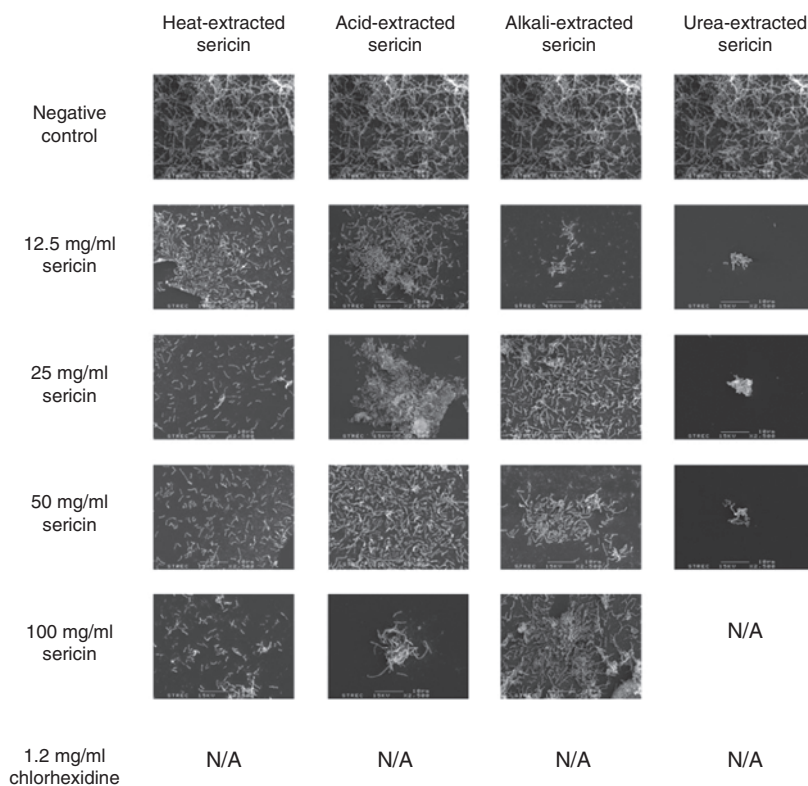 Heat-extracted
sericin
Acid-extracted
sericin
Alkali-extracted
sericin
Urea-extracted
sericin
Negative
control
12.5 mg/ml
sericin
25 mg/ml
sericin
50 mg/ml
sericin
100 mg/ml
sericin
N/A
1.2 mg/ml
chlorhexidine
N/A
N/A
N/A
N/A